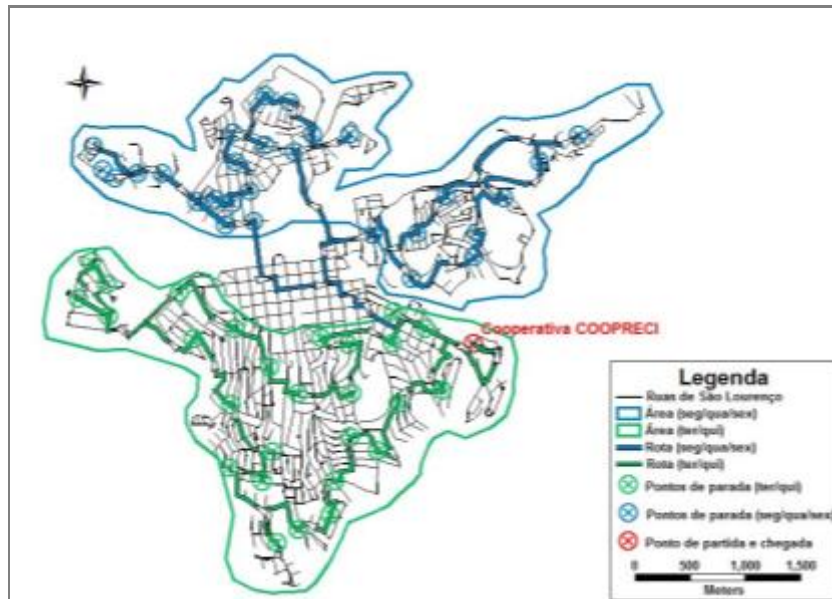 Cooperativa COOPRECI
Legenda
Ruas de São Lourenço
Área (seg/qua/sex)
Área (ter/qui)
Rota (seg/qua/sex)
Rota (ter/qui)
Pontos de parada (ter/qui)
Pontos de parada (seg/qua/sex)
Ponto de partida e chegada
0 500 1,000 1,500
Meters